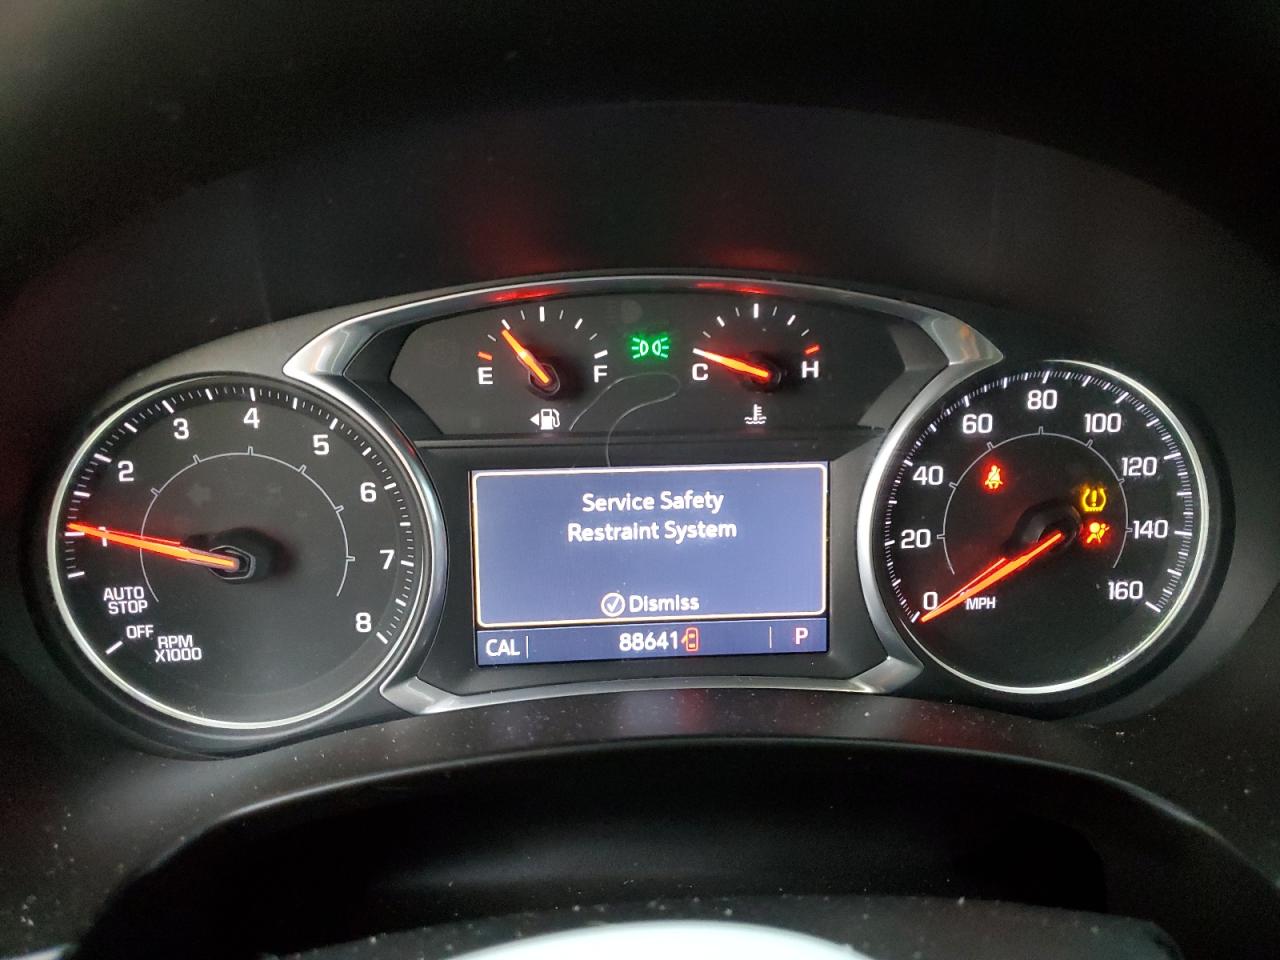 E
F
C
H
1
2
3
4
5
6
7
8
AUTO
STOP
OFF
RPM
X1000
Service Safety
Restraint System
Dismiss
CAL
88641
P
0
20
40
60
80
100
120
140
160
MPH